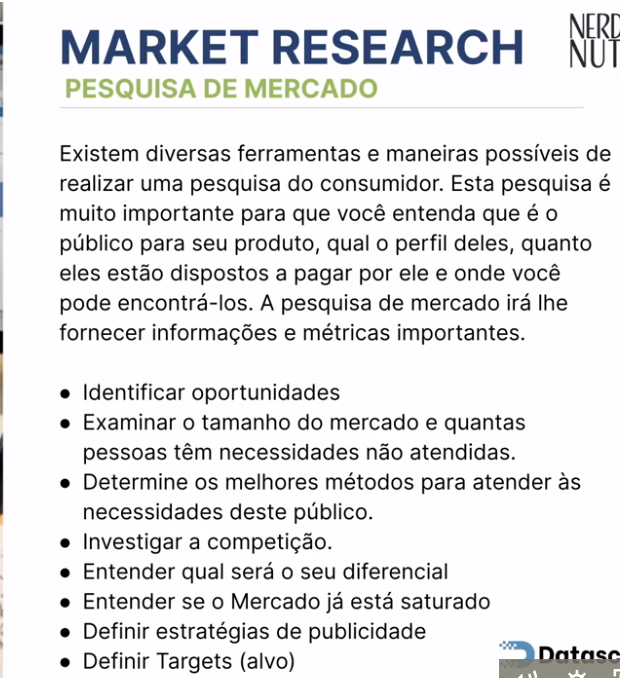 MARKET RESEARCH
PESQUISA DE MERCADO
Existem diversas ferramentas e maneiras possíveis de
realizar uma pesquisa do consumidor. Esta pesquisa é
muito importante para que você entenda que é o
público para seu produto, qual o perfil deles, quanto
eles estão dispostos a pagar por ele e onde você
pode encontrá-los. A pesquisa de mercado irá lhe
fornecer informações e métricas importantes.
• Identificar oportunidades
• Examinar o tamanho do mercado e quantas
pessoas têm necessidades não atendidas.
• Determine os melhores métodos para atender às
necessidades deste público.
• Investigar a competição.
• Entender qual será o seu diferencial
• Entender se o Mercado já está saturado
• Definir estratégias de publicidade
• Definir Targets (alvo)